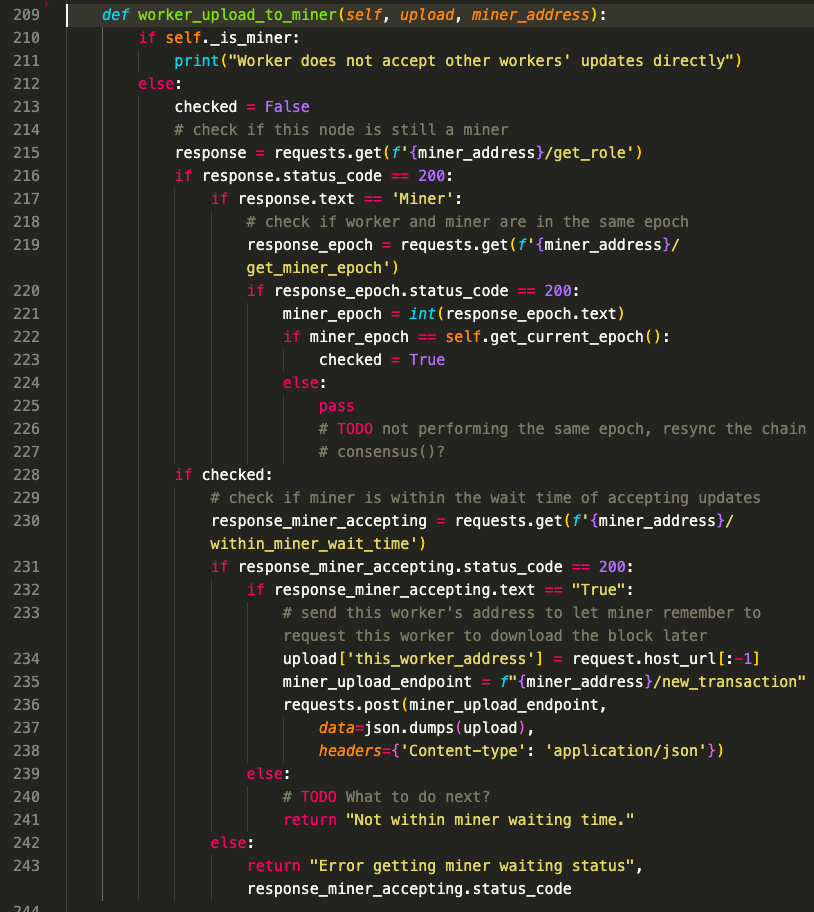 209 def worker_upload_to_miner(self, upload, miner_address):
210 if self._is_miner:
211 print("Worker does not accept other workers' updates directly")
212 else:
213 checked = False
214 # check if this node is still a miner
215 response = requests.get(f'{miner_address}/get_role')
216 if response.status_code == 200:
217 if response.text == 'Miner':
218 # check if worker and miner are in the same epoch
219 response_epoch = requests.get(f'{miner_address}/
get_miner_epoch')
220 if response_epoch.status_code == 200:
221 miner_epoch = int(response_epoch.text)
222 if miner_epoch == self.get_current_epoch():
223 checked = True
224 else:
225 pass
226 # TODO not performing the same epoch, resync the chain
227 # consensus()?
228 if checked:
229 # check if miner is within the wait time of accepting updates
230 response_miner_accepting = requests.get(f'{miner_address}/
within_miner_wait_time')
231 if response_miner_accepting.status_code == 200:
232 if response_miner_accepting.text == "True":
233 # send this worker's address to let miner remember to
request this worker to download the block later
234 upload['this_worker_address'] = request.host_url[:-1]
235 miner_upload_endpoint = f"{miner_address}/new_transaction"
236 requests.post(miner_upload_endpoint,
237 data=json.dumps(upload),
238 headers={'Content-type': 'application/json'})
239 else:
240 # TODO What to do next?
241 return "Not within miner waiting time."
242 else:
243 return "Error getting miner waiting status",
response_miner_accepting.status_code
244